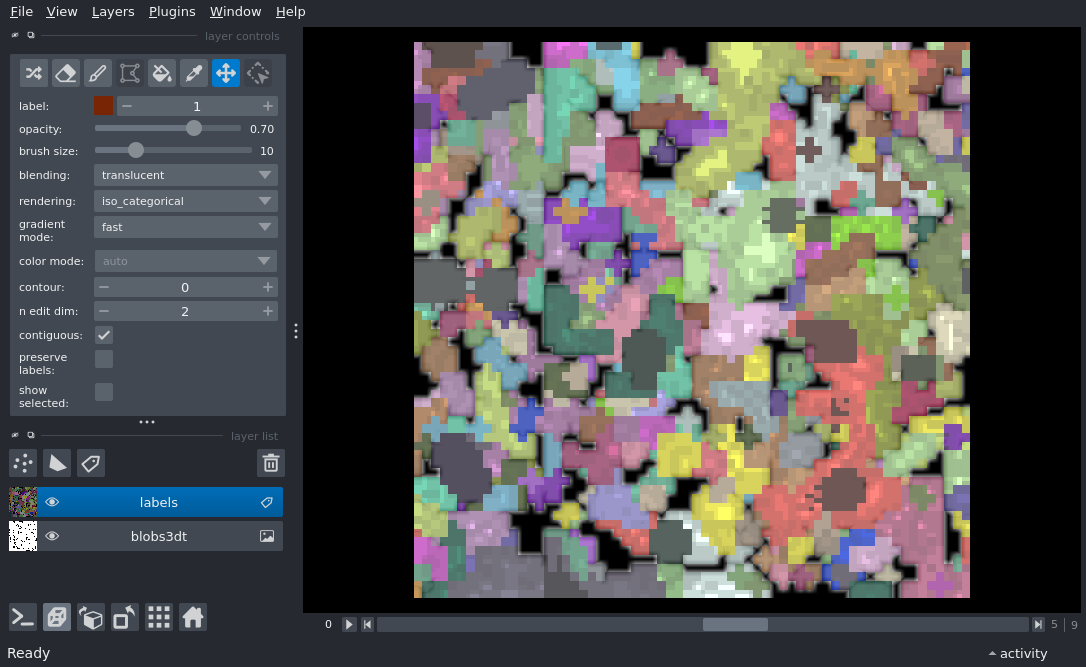 File View Layers Plugins Window Help
layer controls
label: 1
opacity: 0.70
brush size: 10
blending: translucent
rendering: iso_categorical
gradient mode: fast
color mode: auto
contour: 0
n edit dim: 2
contiguous:
preserve labels:
show selected:
layer list
labels
blobs3dt
0 5 | 9
Ready activity